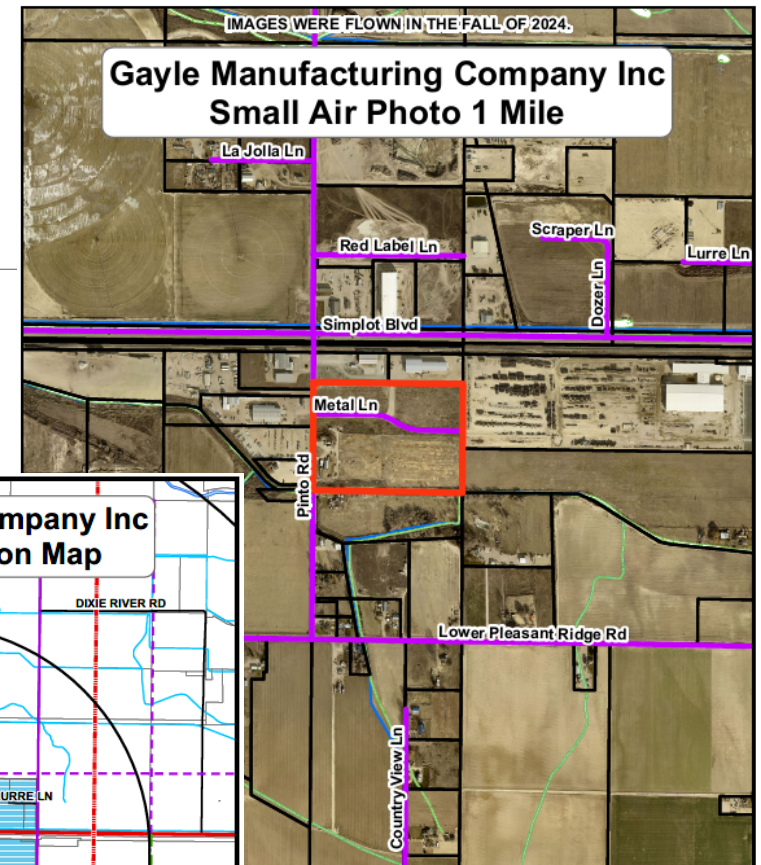 IMAGES WERE FLOWN IN THE FALL OF 2024.
Gayle Manufacturing Company Inc
Small Air Photo 1 Mile
La Jolla Ln
Scraper Ln
Red Label Ln
Lurre Ln
Dozer Ln
Simplot Blvd
Metal Ln
Pinto Rd
mpany Inc
on Map
DIXIE RIVER RD
Lower Pleasant Ridge Rd
Country View Ln
URRE LN